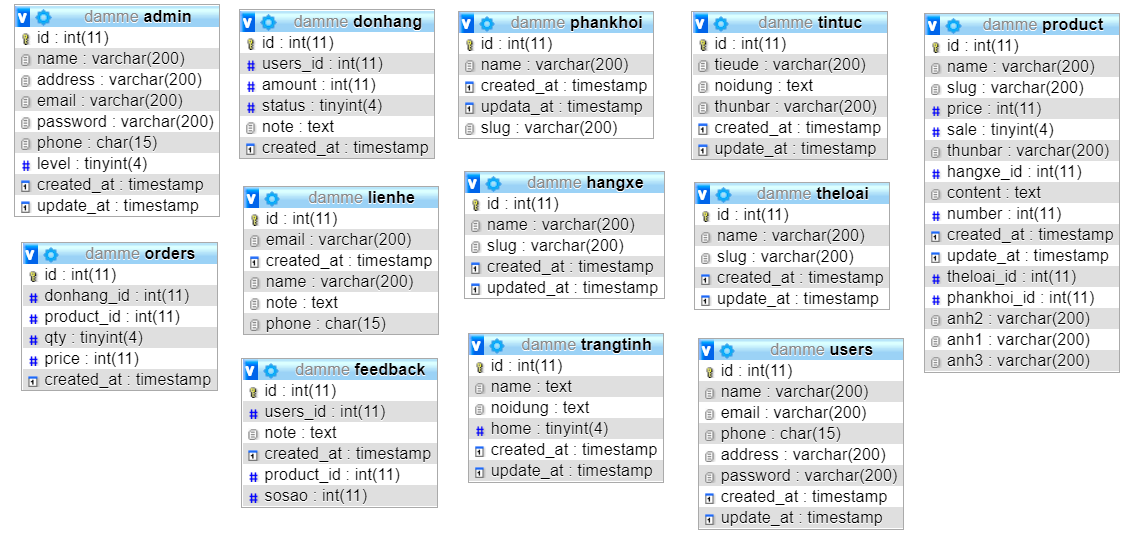 damme admin
id : int(11)
name : varchar(200)
address : varchar(200)
email : varchar(200)
password : varchar(200)
phone : char(15)
level : tinyint(4)
created_at : timestamp
update_at : timestamp
damme orders
id : int(11)
donhang_id : int(11)
product_id : int(11)
qty : tinyint(4)
price : int(11)
created_at : timestamp
damme donhang
id : int(11)
users_id : int(11)
amount : int(11)
status : tinyint(4)
note : text
created_at : timestamp
damme lienhe
id : int(11)
email : varchar(200)
created_at : timestamp
name : varchar(200)
note : text
phone : char(15)
damme feedback
id : int(11)
users_id : int(11)
note : text
created_at : timestamp
product_id : int(11)
sosao : int(11)
damme phankhoi
id : int(11)
name : varchar(200)
created_at : timestamp
updata_at : timestamp
slug : varchar(200)
damme hangxe
id : int(11)
name : varchar(200)
slug : varchar(200)
created_at : timestamp
updated_at : timestamp
damme trangtinh
id : int(11)
name : text
noidung : text
home : tinyint(4)
created_at : timestamp
update_at : timestamp
damme tintuc
id : int(11)
tieude : varchar(200)
noidung : text
thunbar : varchar(200)
created_at : timestamp
update_at : timestamp
damme theloai
id : int(11)
name : varchar(200)
slug : varchar(200)
created_at : timestamp
update_at : timestamp
damme users
id : int(11)
name : varchar(200)
email : varchar(200)
phone : char(15)
address : varchar(200)
password : varchar(200)
created_at : timestamp
update_at : timestamp
damme product
id : int(11)
name : varchar(200)
slug : varchar(200)
price : int(11)
sale : tinyint(4)
thunbar : varchar(200)
hangxe_id : int(11)
content : text
number : int(11)
created_at : timestamp
update_at : timestamp
theloai_id : int(11)
phankhoi_id : int(11)
anh2 : varchar(200)
anh1 : varchar(200)
anh3 : varchar(200)